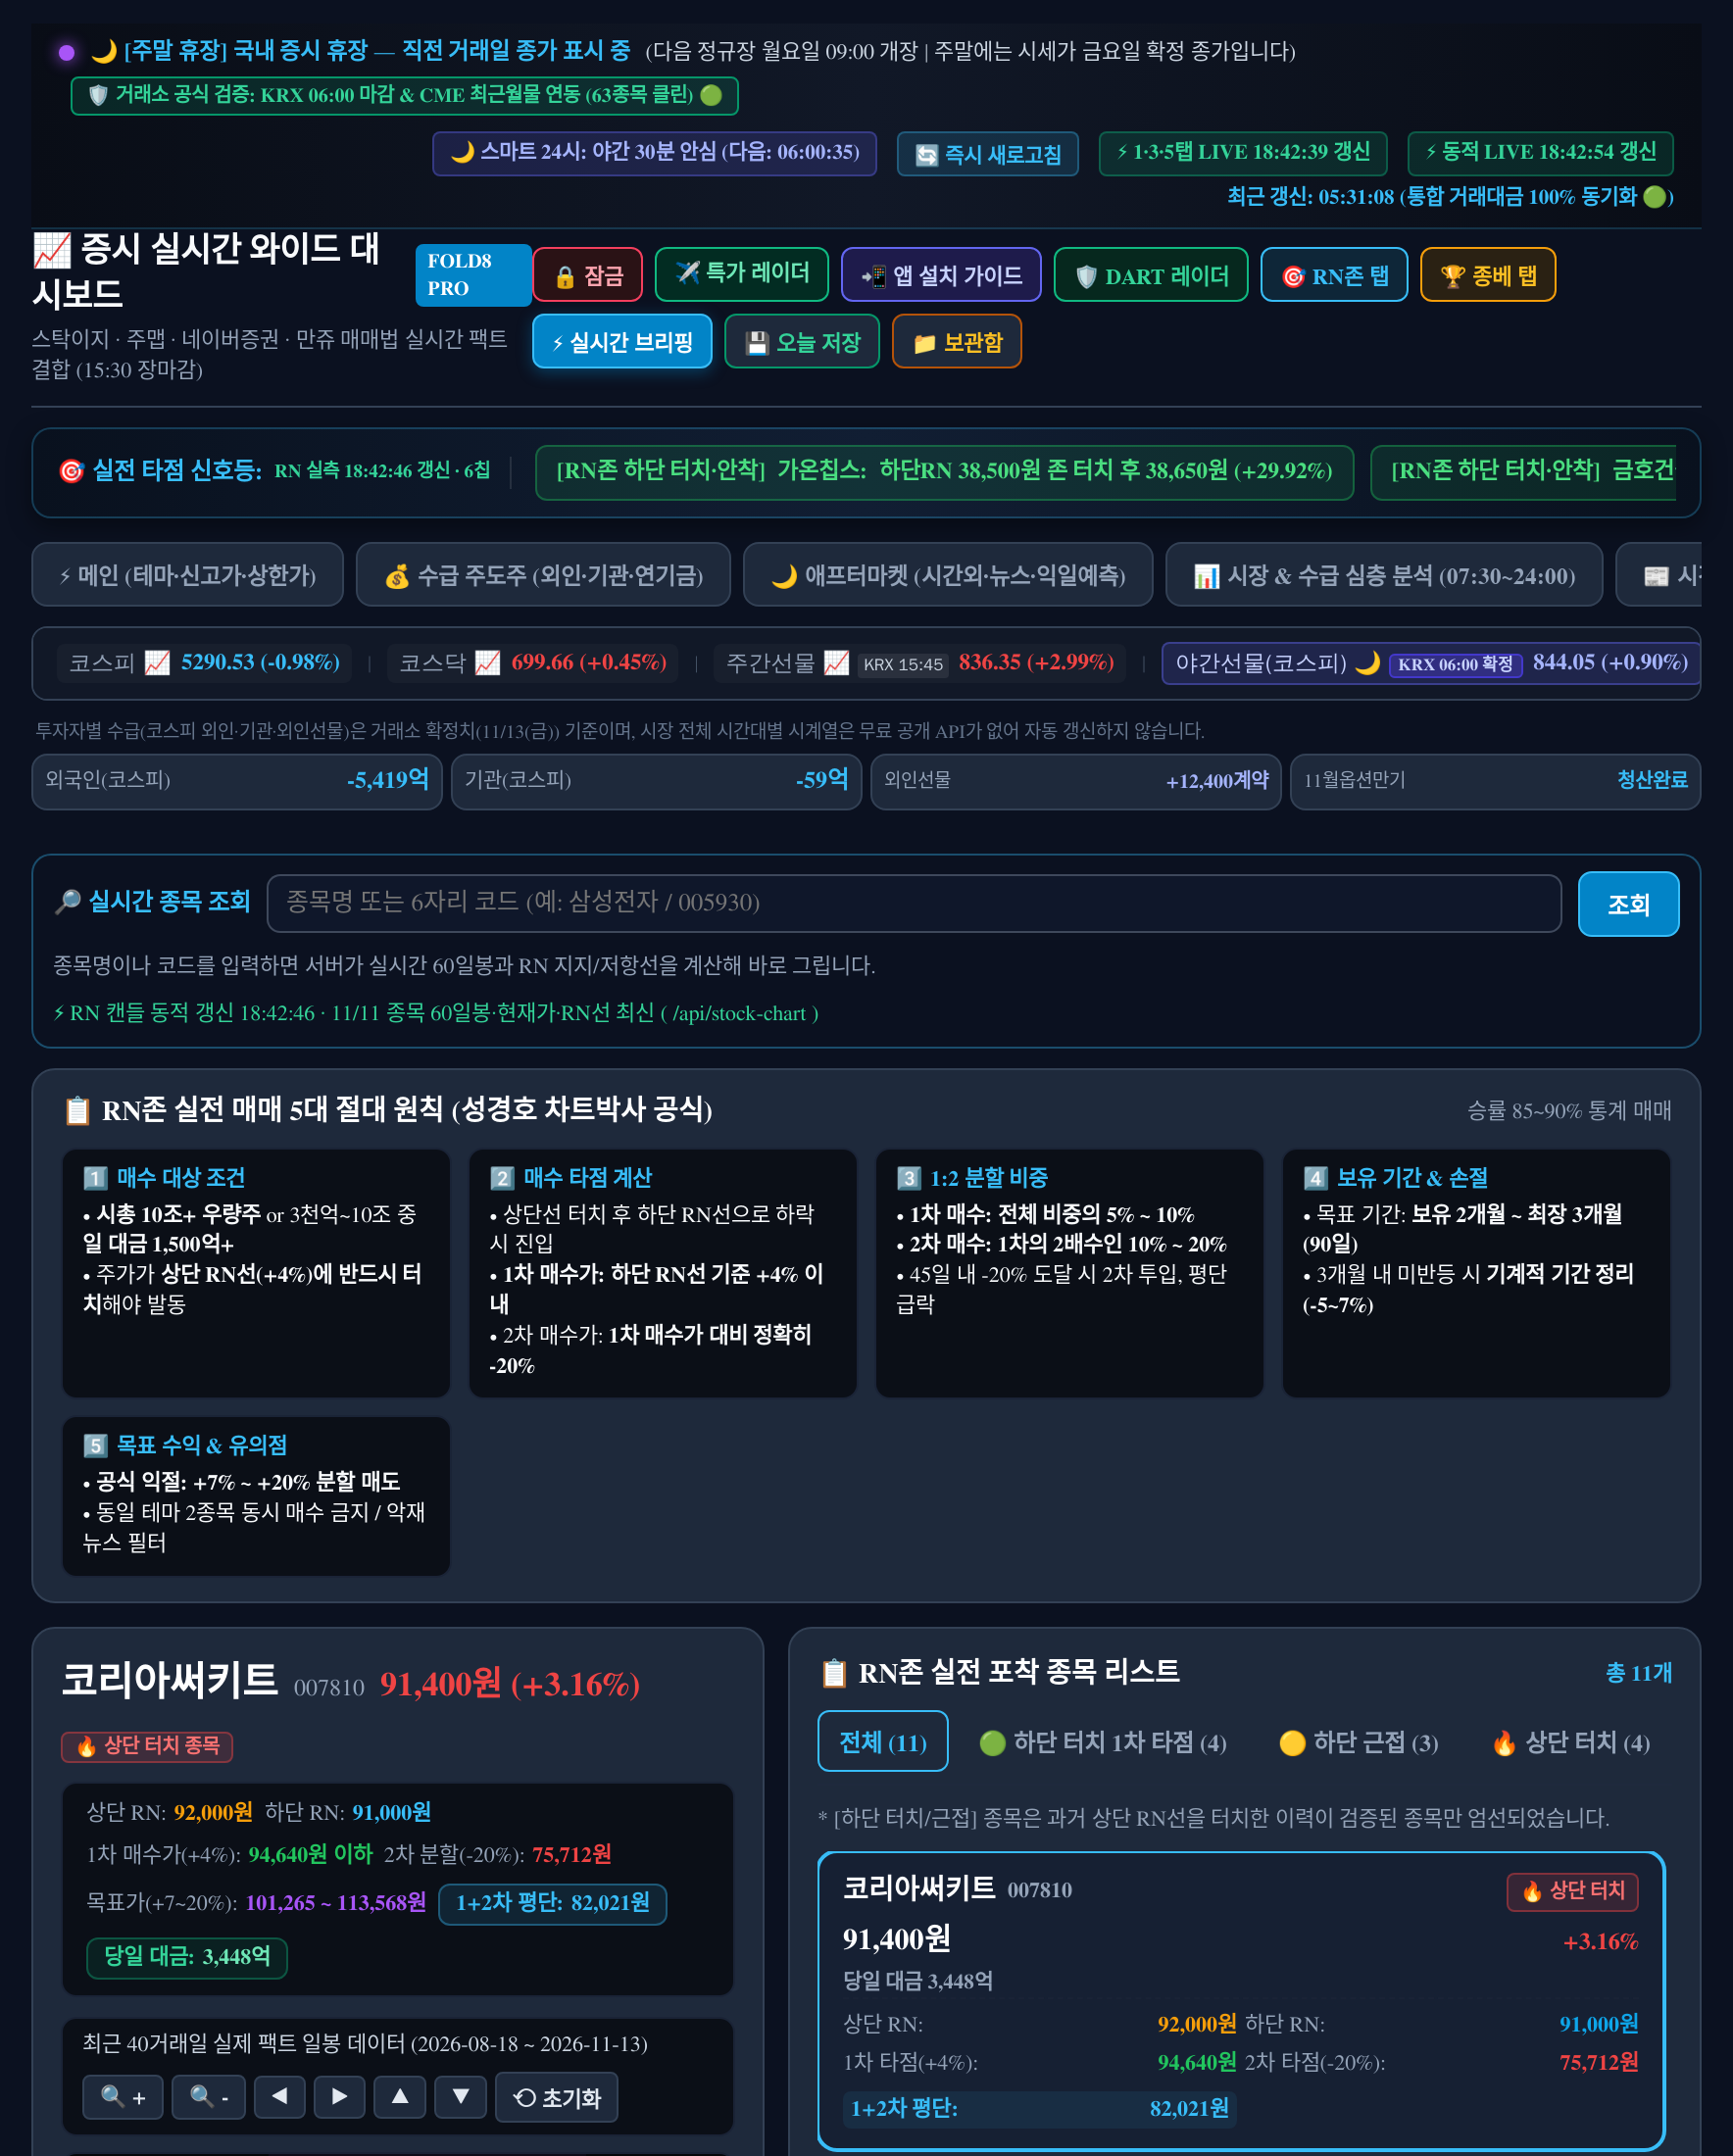 🌙 [주말 휴장] 국내 증시 휴장 — 직전 거래일 종가 표시 중 (다음 정규장 월요일 09:00 개장 | 주말에는 시세가 금요일 확정 종가입니다)
🛡️ 거래소 공식 검증: KRX 06:00 마감 & CME 최근월물 연동 (63종목 클린) 🟢
🌙 스마트 24시: 야간 30분 안심 (다음: 06:00:35)
🔄 즉시 새로고침
⚡ 1·3·5탭 LIVE 18:42:39 갱신
⚡ 동적 LIVE 18:42:54 갱신
최근 갱신: 05:31:08 (통합 거래대금 100% 동기화 🟢)
📈 증시 실시간 와이드 대
시보드
FOLD8
PRO
스탁이지 · 주맵 · 네이버증권 · 만쥬 매매법 실시간 팩트
결합 (15:30 장마감)
🔒 잠금
✈️ 특가 레이더
📲 앱 설치 가이드
🛡️ DART 레이더
🎯 RN존 탭
🏆 종베 탭
⚡ 실시간 브리핑
💾 오늘 저장
📁 보관함
🎯 실전 타점 신호등: RN 실측 18:42:46 갱신 · 6칩
[RN존 하단 터치·안착] 가온칩스: 하단RN 38,500원 존 터치 후 38,650원 (+29.92%)
[RN존 하단 터치·안착] 금호건
⚡ 메인 (테마·신고가·상한가)
💰 수급 주도주 (외인·기관·연기금)
🌙 애프터마켓 (시간외·뉴스·익일예측)
📊 시장 & 수급 심층 분석 (07:30~24:00)
📰 시
코스피 📈 5290.53 (-0.98%)
코스닥 📈 699.66 (+0.45%)
주간선물 📈 KRX 15:45 836.35 (+2.99%)
야간선물(코스피) 🌙 KRX 06:00 확정 844.05 (+0.90%)
투자자별 수급(코스피 외인·기관·외인선물)은 거래소 확정치(11/13(금)) 기준이며, 시장 전체 시간대별 시계열은 무료 공개 API가 없어 자동 갱신하지 않습니다.
외국인(코스피) -5,419억
기관(코스피) -59억
외인선물 +12,400계약
11월옵션만기 청산완료
🔎 실시간 종목 조회
종목명 또는 6자리 코드 (예: 삼성전자 / 005930)
조회
종목명이나 코드를 입력하면 서버가 실시간 60일봉과 RN 지지/저항선을 계산해 바로 그립니다.
⚡ RN 캔들 동적 갱신 18:42:46 · 11/11 종목 60일봉·현재가·RN선 최신 ( /api/stock-chart )
📋 RN존 실전 매매 5대 절대 원칙 (성경호 차트박사 공식)
승률 85~90% 통계 매매
1️⃣ 매수 대상 조건
• 시총 10조+ 우량주 or 3천억~10조 중
일 대금 1,500억+
• 주가가 상단 RN선(+4%)에 반드시 터
치해야 발동
2️⃣ 매수 타점 계산
• 상단선 터치 후 하단 RN선으로 하락
시 진입
• 1차 매수가: 하단 RN선 기준 +4% 이
내
• 2차 매수가: 1차 매수가 대비 정확히
-20%
3️⃣ 1:2 분할 비중
• 1차 매수: 전체 비중의 5% ~ 10%
• 2차 매수: 1차의 2배수인 10% ~ 20%
• 45일 내 -20% 도달 시 2차 투입, 평단
급락
4️⃣ 보유 기간 & 손절
• 목표 기간: 보유 2개월 ~ 최장 3개월
(90일)
• 3개월 내 미반등 시 기계적 기간 정리
(-5~7%)
5️⃣ 목표 수익 & 유의점
• 공식 익절: +7% ~ +20% 분할 매도
• 동일 테마 2종목 동시 매수 금지 / 악재
뉴스 필터
코리아써키트 007810 91,400원 (+3.16%)
🔥 상단 터치 종목
상단 RN: 92,000원 하단 RN: 91,000원
1차 매수가(+4%): 94,640원 이하 2차 분할(-20%): 75,712원
목표가(+7~20%): 101,265 ~ 113,568원 1+2차 평단: 82,021원
당일 대금: 3,448억
최근 40거래일 실제 팩트 일봉 데이터 (2026-08-18 ~ 2026-11-13)
🔍 +
🔍 -
◀
▶
▲
▼
⟲ 초기화
📋 RN존 실전 포착 종목 리스트
총 11개
전체 (11)
🟢 하단 터치 1차 타점 (4)
🟡 하단 근접 (3)
🔥 상단 터치 (4)
* [하단 터치/근접] 종목은 과거 상단 RN선을 터치한 이력이 검증된 종목만 엄선되었습니다.
코리아써키트 007810
🔥 상단 터치
91,400원 +3.16%
당일 대금 3,448억
상단 RN: 92,000원 하단 RN: 91,000원
1차 타점(+4%): 94,640원 2차 타점(-20%): 75,712원
1+2차 평단: 82,021원